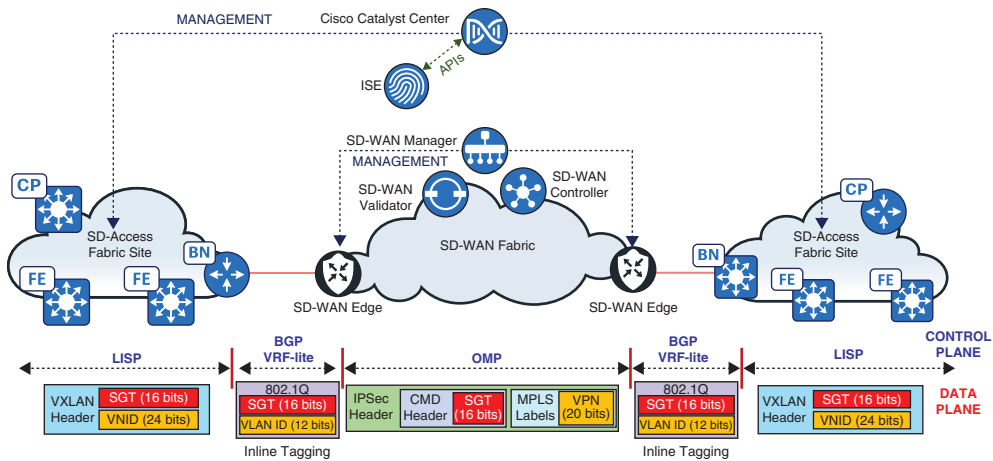 MANAGEMENT
Cisco Catalyst Center
APIs
ISE
SD-WAN Manager
MANAGEMENT
SD-WAN
Validator
SD-WAN
Controller
CP
SD-Access
Fabric Site
BN
FE
FE
SD-WAN Fabric
SD-WAN Edge
SD-WAN Edge
CP
SD-Access
Fabric Site
BN
FE
FE
LISP
BGP
VRF-lite
OMP
BGP
VRF-lite
LISP
CONTROL
PLANE
VXLAN
Header
SGT (16 bits)
VNID (24 bits)
802.1Q
SGT (16 bits)
VLAN ID (12 bits)
Inline Tagging
IPSec
Header
CMD
Header
SGT
(16 bits)
MPLS
Labels
VPN
(20 bits)
802.1Q
SGT (16 bits)
VLAN ID (12 bits)
Inline Tagging
VXLAN
Header
SGT (16 bits)
VNID (24 bits)
DATA
PLANE